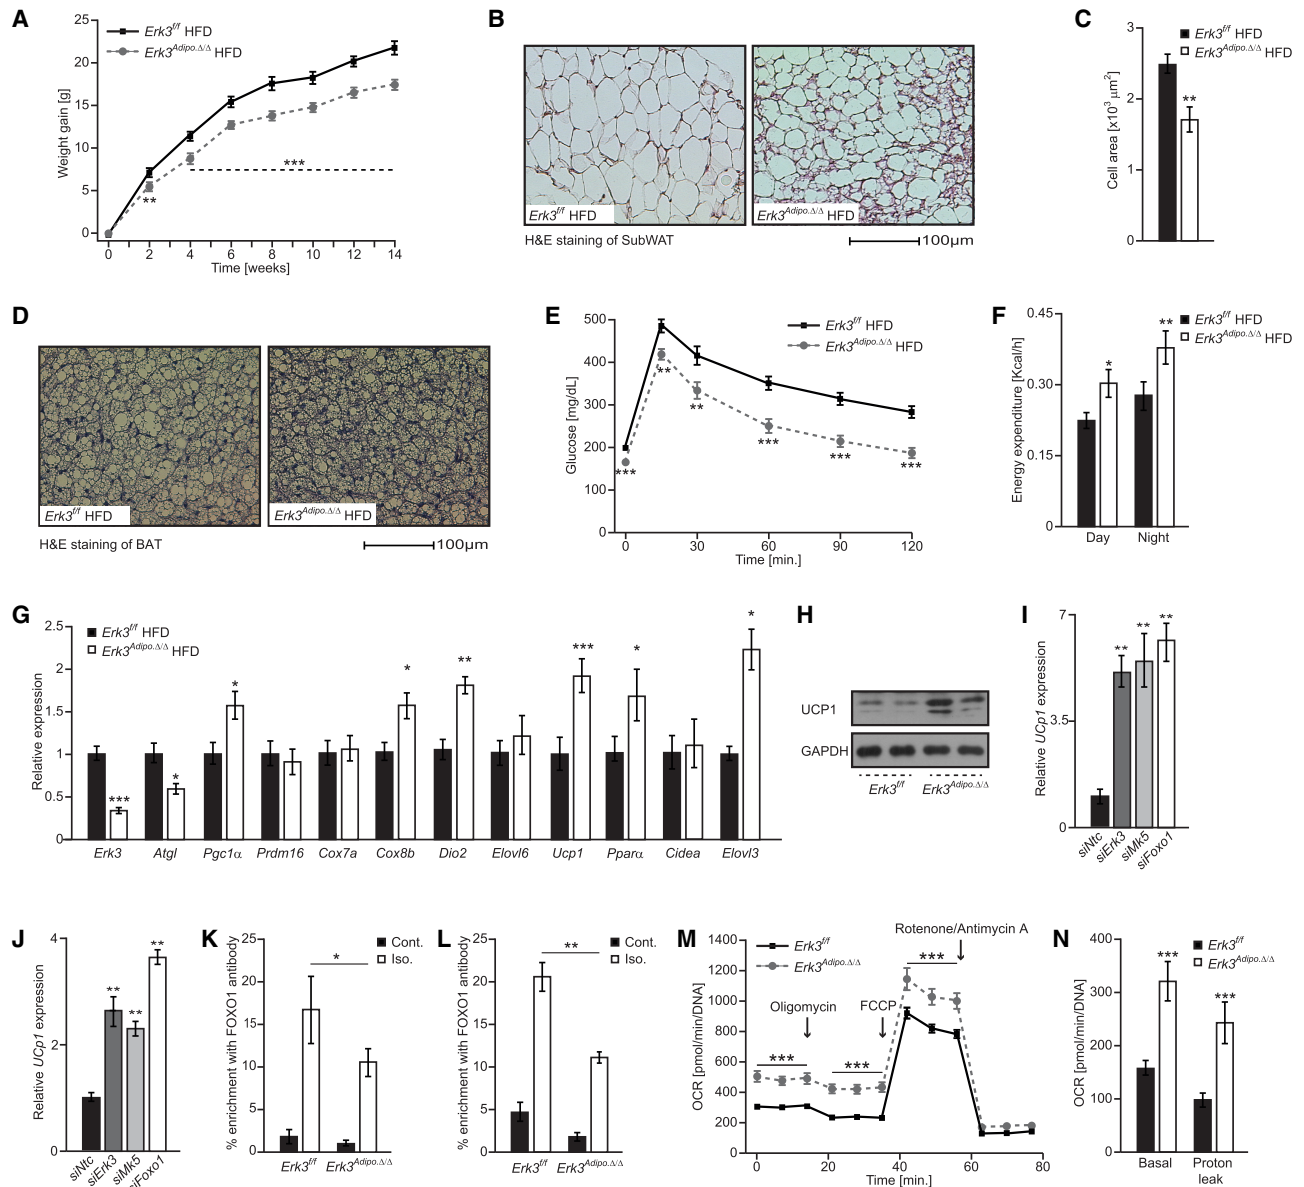 A
25
20
15
10
5
0
Weight gain [g]
Erk3f/f HFD
Erk3Adipo.Δ/Δ HFD
**
***
0 2 4 6 8 10 12 14
Time [weeks]
B
Erk3f/f HFD
Erk3Adipo.Δ/Δ HFD
H&E staining of SubWAT
100µm
C
3
2
1
0
Cell area [x10³ µm²]
Erk3f/f HFD
Erk3Adipo.Δ/Δ HFD
**
D
Erk3f/f HFD
Erk3Adipo.Δ/Δ HFD
H&E staining of BAT
100µm
E
500
400
300
200
100
0
Glucose [mg/dL]
Erk3f/f HFD
Erk3Adipo.Δ/Δ HFD
***
**
**
***
***
***
0 30 60 90 120
Time [min.]
F
0.45
0.30
0.15
0
Energy expenditure [Kcal/h]
Erk3f/f HFD
Erk3Adipo.Δ/Δ HFD
*
**
Day Night
G
2.5
2
1.5
1
0.5
0
Relative expression
Erk3f/f HFD
Erk3Adipo.Δ/Δ HFD
*** * * * ** *** * *
Erk3 Atgl Pgc1α Prdm16 Cox7a Cox8b Dio2 Elovl6 Ucp1 Pparα Cidea Elovl3
H
UCP1
GAPDH
Erk3f/f Erk3Adipo.Δ/Δ
I
7
3.5
0
Relative UCp1 expression
** ** **
siNtc siErk3 siMk5 siFoxo1
J
4
2
0
Relative UCp1 expression
** ** **
siNtc siErk3 siMk5 siFoxo1
K
25
20
15
10
5
0
% enrichment with FOXO1 antibody
Cont.
Iso.
*
Erk3f/f Erk3Adipo.Δ/Δ
L
25
20
15
10
5
0
% enrichment with FOXO1 antibody
Cont.
Iso.
**
Erk3f/f Erk3Adipo.Δ/Δ
M
1400
1200
1000
800
600
400
200
0
OCR [pmol/min/DNA]
Erk3f/f
Erk3Adipo.Δ/Δ
Rotenone/Antimycin A
Oligomycin
FCCP
***
***
***
0 20 40 60 80
Time [min.]
N
400
300
200
100
0
OCR [pmol/min/DNA]
Erk3f/f
Erk3Adipo.Δ/Δ
***
***
Basal Proton
leak